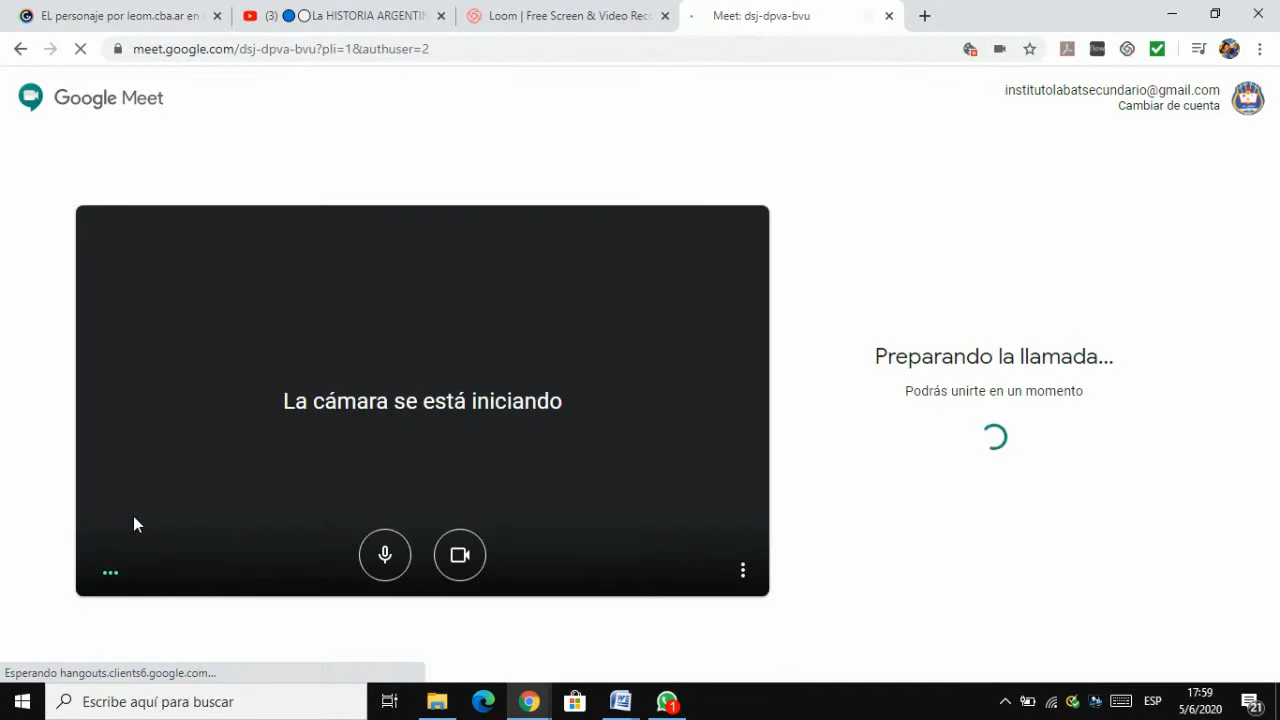 EL personaje por leom.cba.ar en
(3) 🔵⚪La HISTORIA ARGENTIN
Loom | Free Screen & Video Rec
Meet: dsj-dpva-bvu
meet.google.com/dsj-dpva-bvu?pli=1&authuser=2
Google Meet
institutolabatsecundario@gmail.com
Cambiar de cuenta
La cámara se está iniciando
Preparando la llamada...
Podrás unirte en un momento
Esperando hangouts.clients6.google.com...
Escribe aquí para buscar
1
ESP
17:59
5/6/2020
21